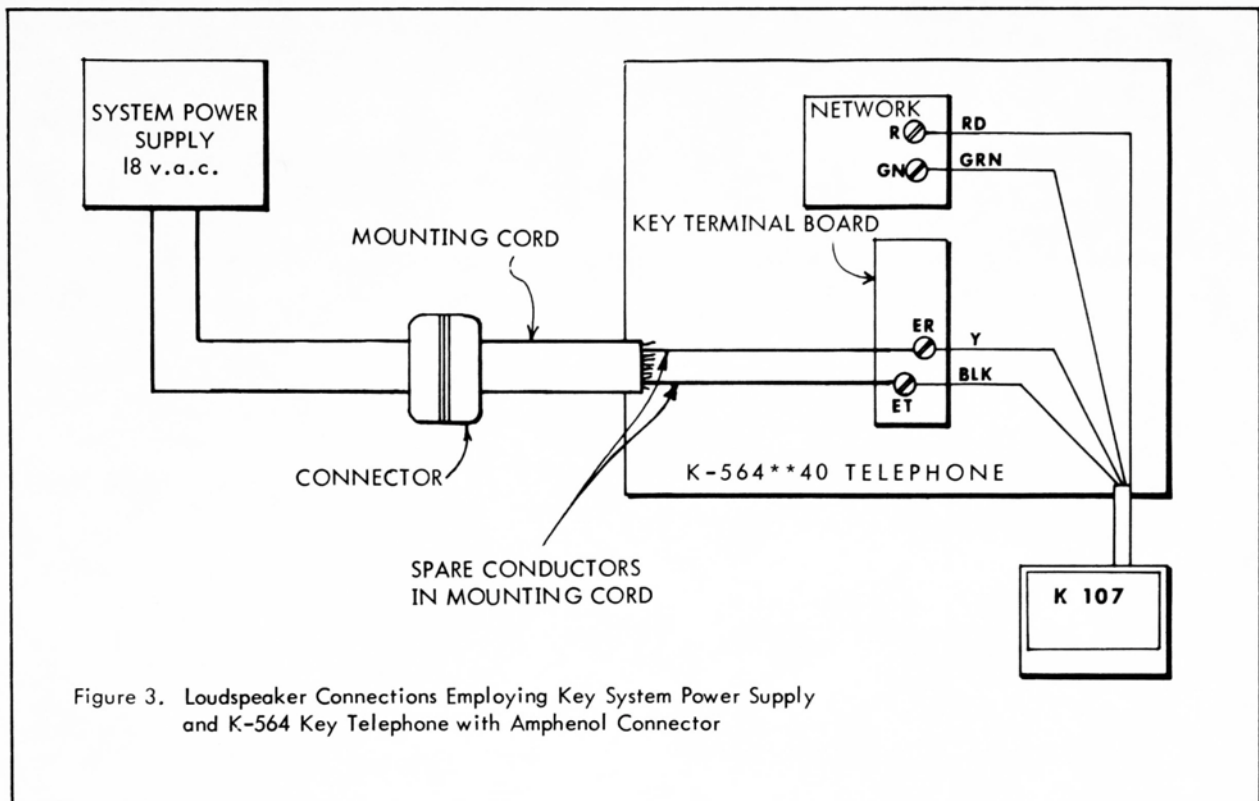 SYSTEM POWER
SUPPLY
18 v.a.c.
NETWORK
R
RD
GN
GRN
MOUNTING CORD
KEY TERMINAL BOARD
ER
Y
BLK
ET
CONNECTOR
K-564**40 TELEPHONE
SPARE CONDUCTORS
IN MOUNTING CORD
K 107
Figure 3. Loudspeaker Connections Employing Key System Power Supply
and K-564 Key Telephone with Amphenol Connector